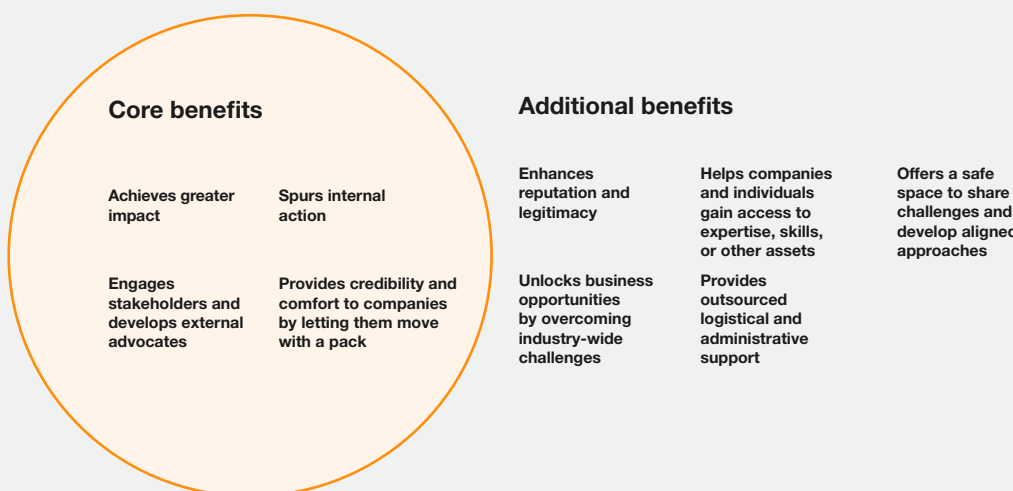 Core benefits
Achieves greater
impact
Spurs internal
action
Engages
stakeholders and
develops external
advocates
Provides credibility and
comfort to companies
by letting them move
with a pack
Additional benefits
Enhances
reputation and
legitimacy
Helps companies
and individuals
gain access to
expertise, skills,
or other assets
Offers a safe
space to share
challenges and
develop aligned
approaches
Unlocks business
opportunities
by overcoming
industry-wide
challenges
Provides
outsourced
logistical and
administrative
support